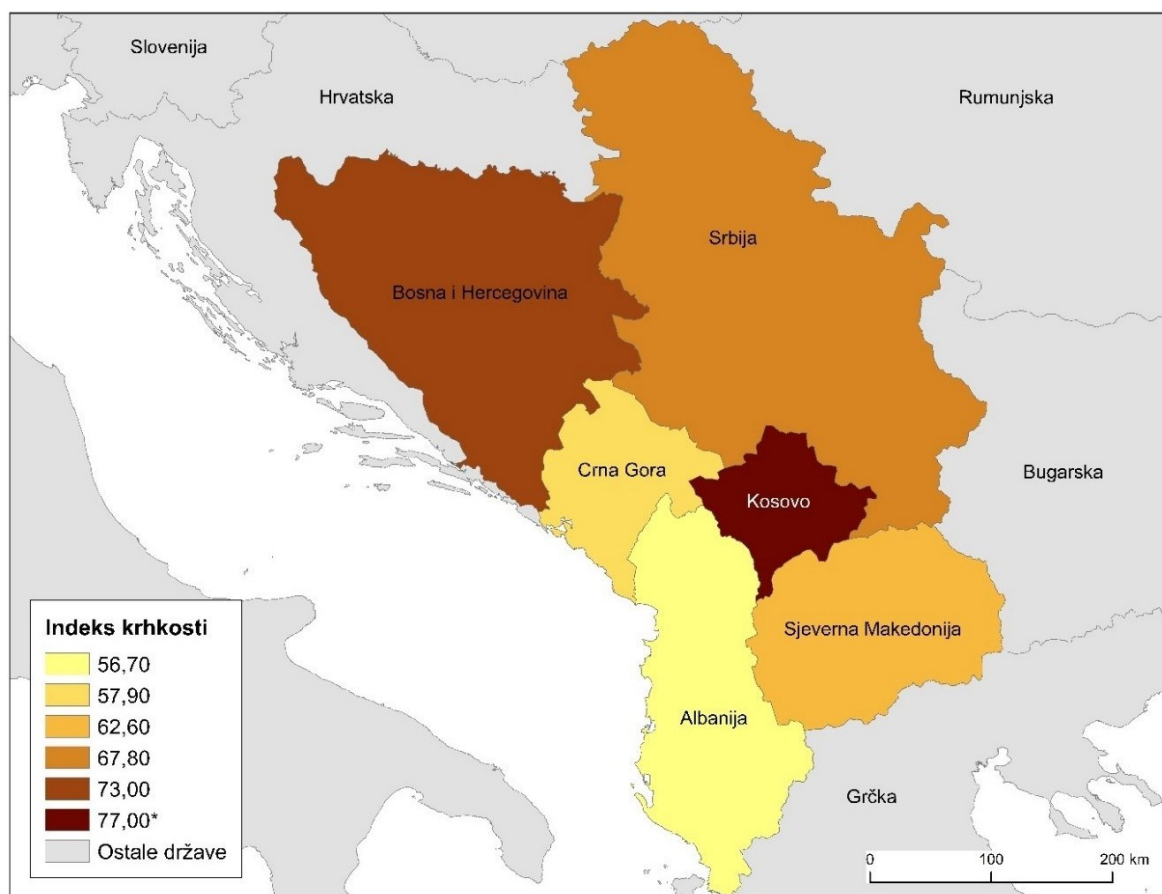 Slovenija
Hrvatska
Rumunjska
Srbija
Bosna i Hercegovina
Crna Gora
Kosovo
Bugarska
Sjeverna Makedonija
Albanija
Grčka
Indeks krhkosti
56,70
57,90
62,60
67,80
73,00
77,00*
Ostale države
0 100 200 km